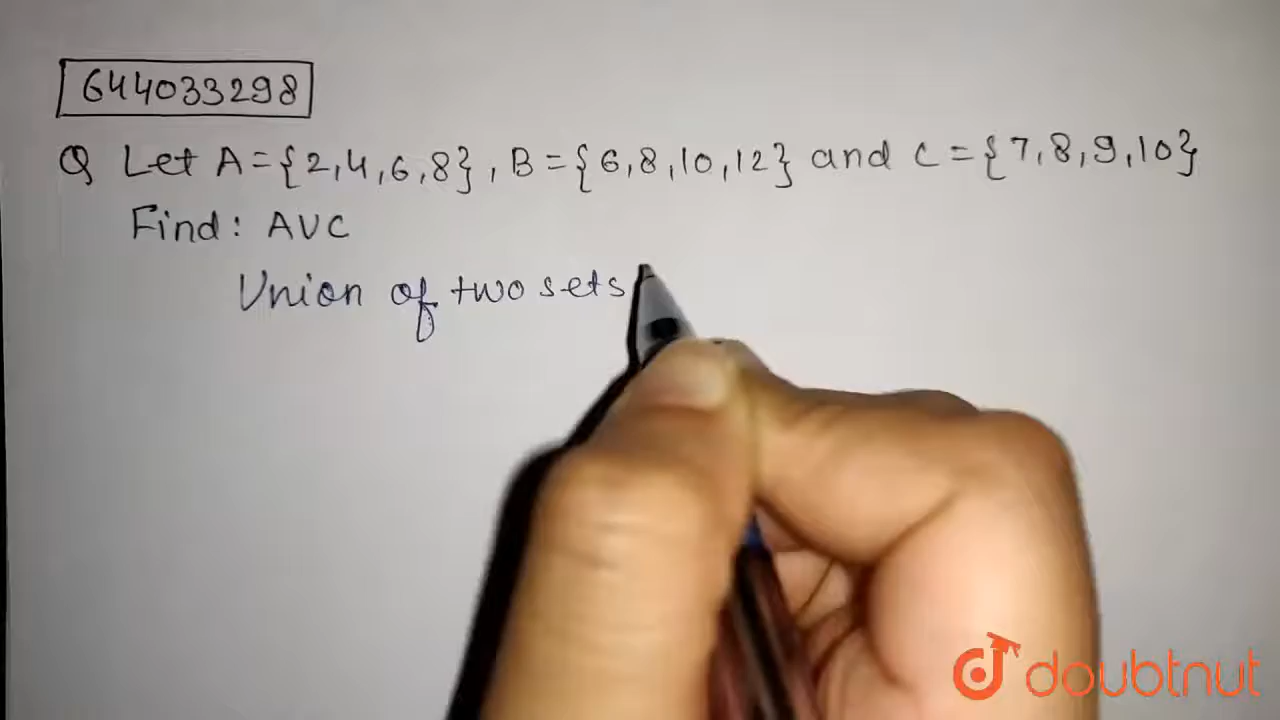 644033298
Q Let A={2,4,6,8}, B={6,8,10,12} and C={7,8,9,10}
Find: AUC
Union of two sets
doubtnut